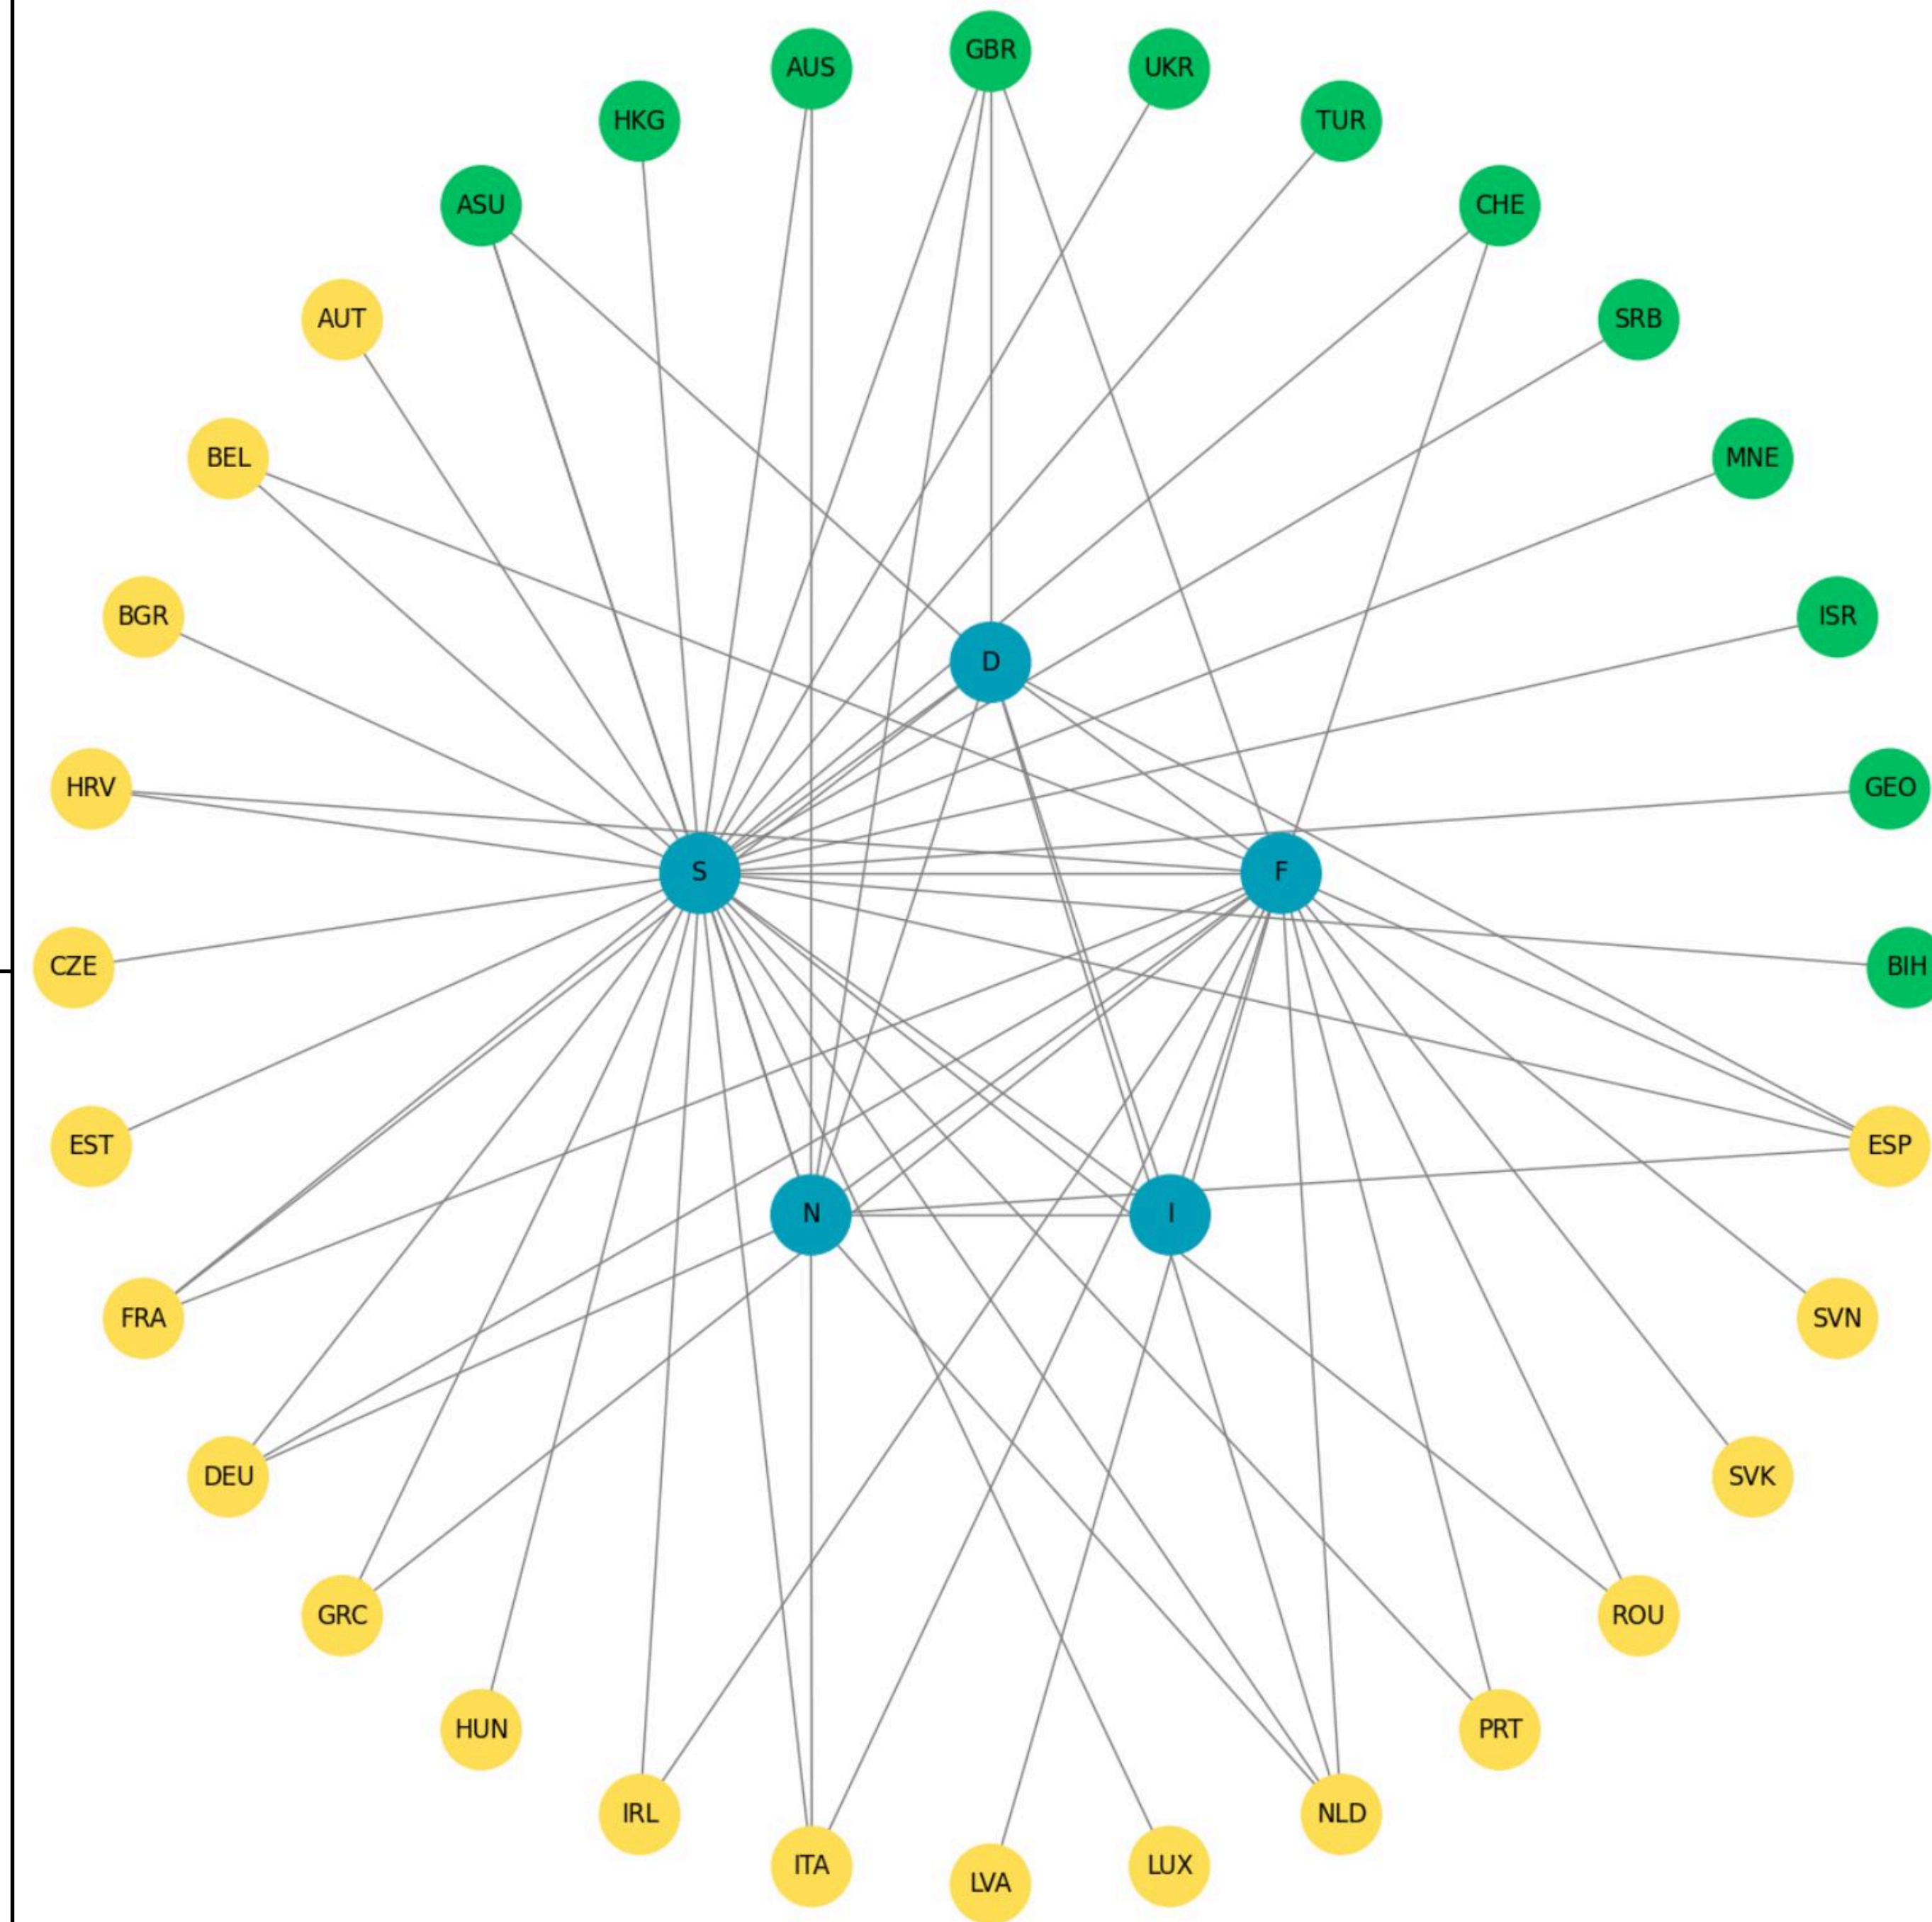 GBR
AUS
UKR
HKG
TUR
ASU
CHE
AUT
SRB
BEL
MNE
BGR
ISR
D
HRV
GEO
S
F
CZE
BIH
EST
ESP
N
I
FRA
SVN
DEU
SVK
GRC
ROU
HUN
PRT
IRL
NLD
ITA
LUX
LVA